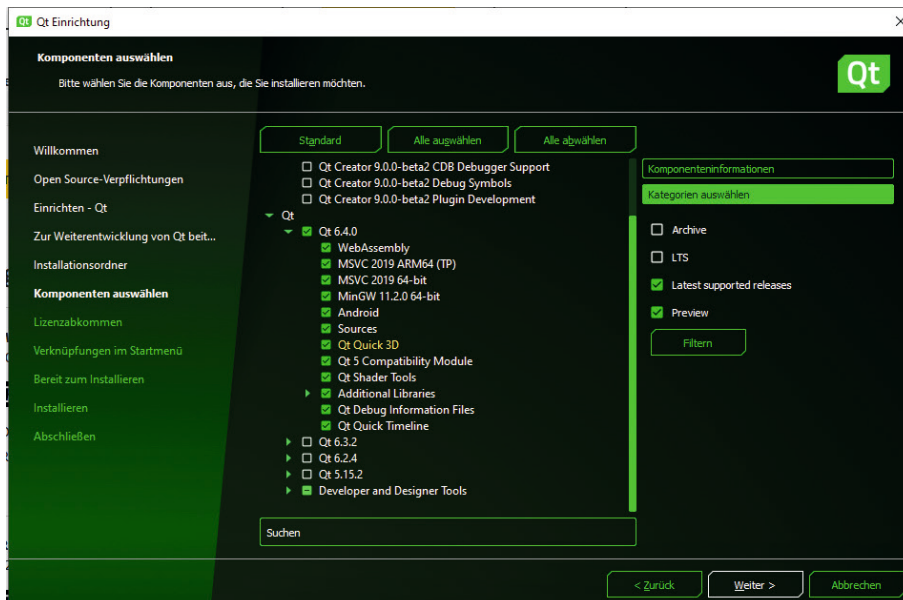 Qt Einrichtung
Komponenten auswählen
Bitte wählen Sie die Komponenten aus, die Sie installieren möchten.
Qt
Willkommen
Open Source-Verpflichtungen
Einrichten - Qt
Zur Weiterentwicklung von Qt beit...
Installationsordner
Komponenten auswählen
Lizenzabkommen
Verknüpfungen im Startmenü
Bereit zum Installieren
Installieren
Abschließen
Standard
Alle auswählen
Alle abwählen
Qt Creator 9.0.0-beta2 CDB Debugger Support
Qt Creator 9.0.0-beta2 Debug Symbols
Qt Creator 9.0.0-beta2 Plugin Development
Qt
Qt 6.4.0
WebAssembly
MSVC 2019 ARM64 (TP)
MSVC 2019 64-bit
MinGW 11.2.0 64-bit
Android
Sources
Qt Quick 3D
Qt 5 Compatibility Module
Qt Shader Tools
Additional Libraries
Qt Debug Information Files
Qt Quick Timeline
Qt 6.3.2
Qt 6.2.4
Qt 5.15.2
Developer and Designer Tools
Suchen
Komponenteninformationen
Kategorien auswählen
Archive
LTS
Latest supported releases
Preview
Filtern
< Zurück
Weiter >
Abbrechen